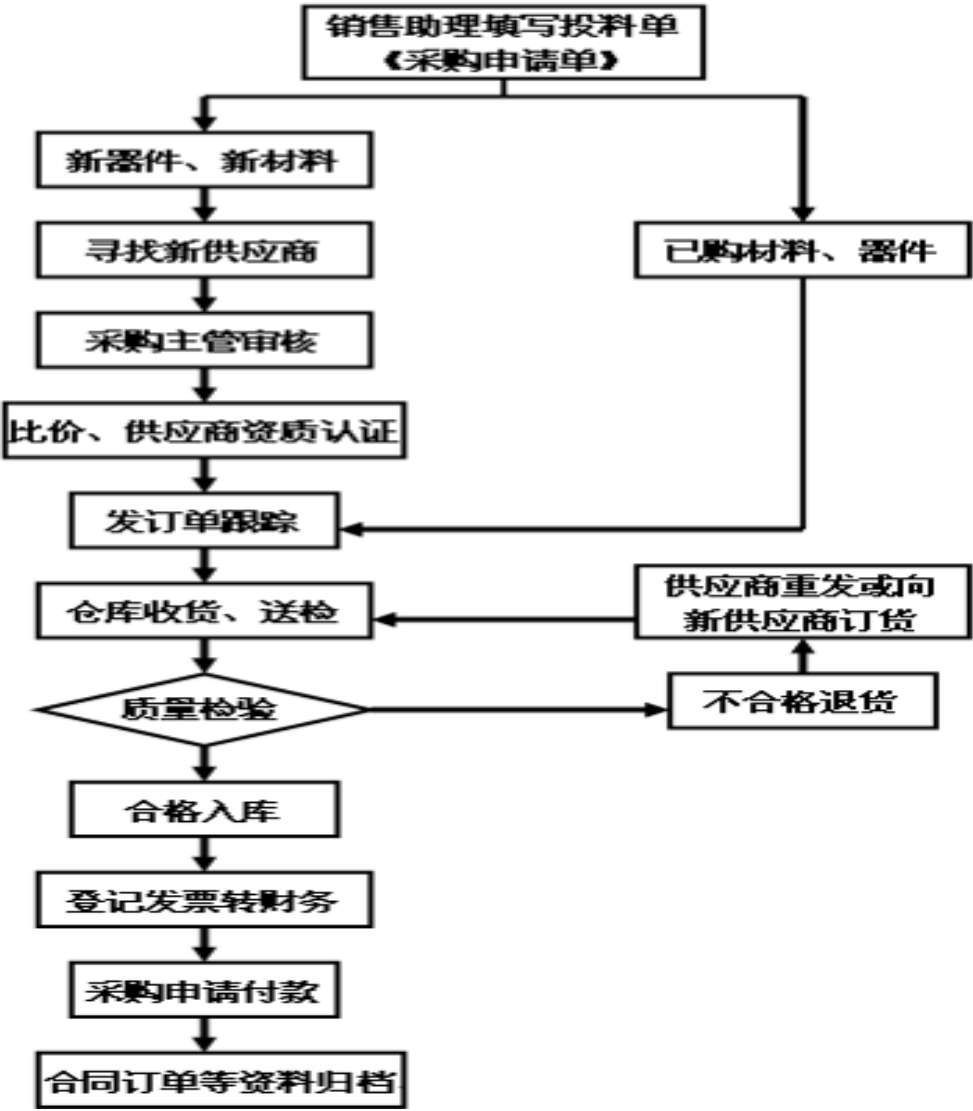 销售助理填写投料单
《采购申请单》
新器件、新材料
寻找新供应商
已购材料、器件
采购主管审核
比价、供应商资质认证
发订单跟踪
仓库收货、送检
供应商重发或向
新供应商订货
质量检验
不合格退货
合格入库
登记发票转财务
采购申请付款
合同订单等资料归档